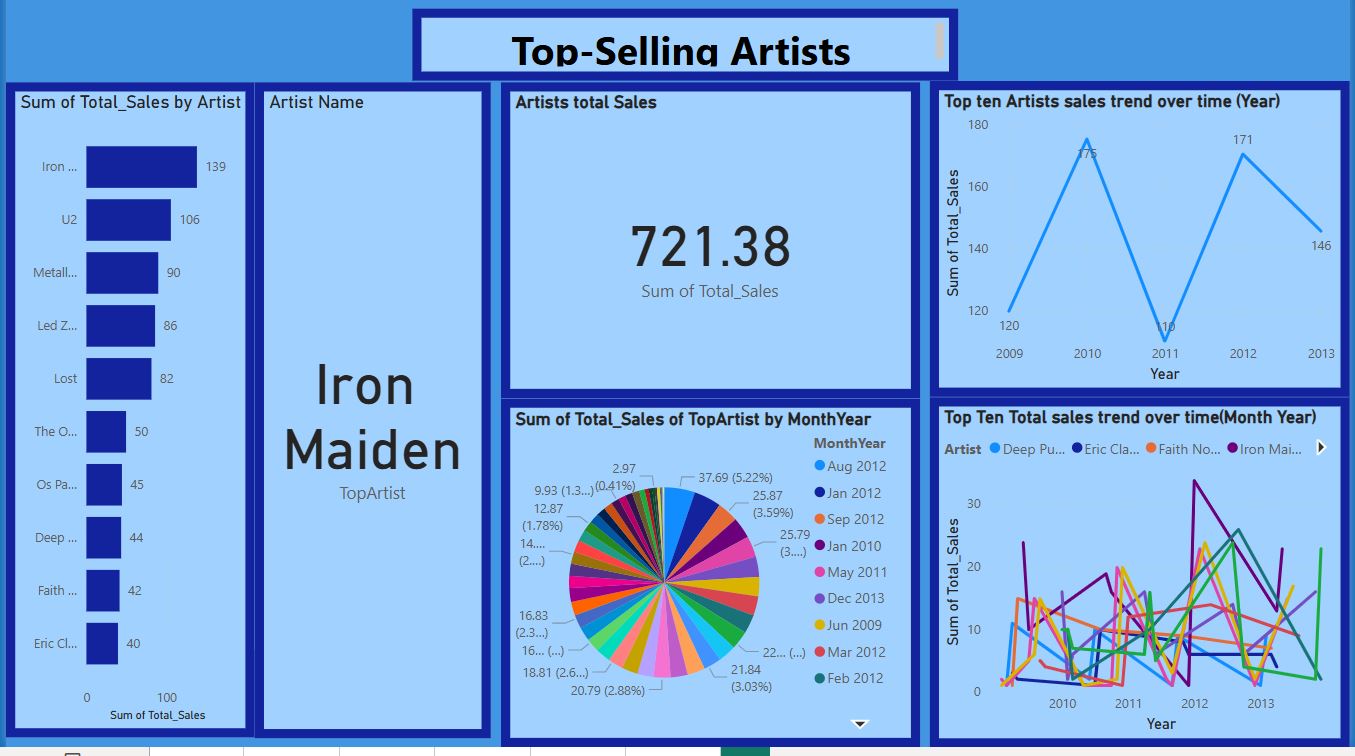 Top-Selling Artists
Sum of Total_Sales by Artist
Iron ...
139
U2
106
Metall...
90
Led Z...
86
Lost
82
The O...
50
Os Pa...
45
Deep ...
44
Faith ...
42
Eric Cl...
40
0
100
Sum of Total_Sales
Artist Name
Iron
Maiden
TopArtist
Artists total Sales
721.38
Sum of Total_Sales
Sum of Total_Sales of TopArtist by MonthYear
2.97
(0.41%)
9.93 (1.3...)
12.87
(1.78%)
14....
(2....)
16.83
(2.3...)
16... (...)
18.81 (2.6...)
20.79 (2.88%)
21.84
(3.03%)
22... (...)
25.79
(3....)
25.87
(3.59%)
37.69 (5.22%)
MonthYear
Aug 2012
Jan 2012
Sep 2012
Jan 2010
May 2011
Dec 2013
Jun 2009
Mar 2012
Feb 2012
Top ten Artists sales trend over time (Year)
Sum of Total_Sales
180
160
140
120
120
175
110
171
146
2009 2010 2011 2012 2013
Year
Top Ten Total sales trend over time(Month Year)
Artist Deep Pu... Eric Cla... Faith No... Iron Mai...
Sum of Total_Sales
30
20
10
0
2010 2011 2012 2013
Year